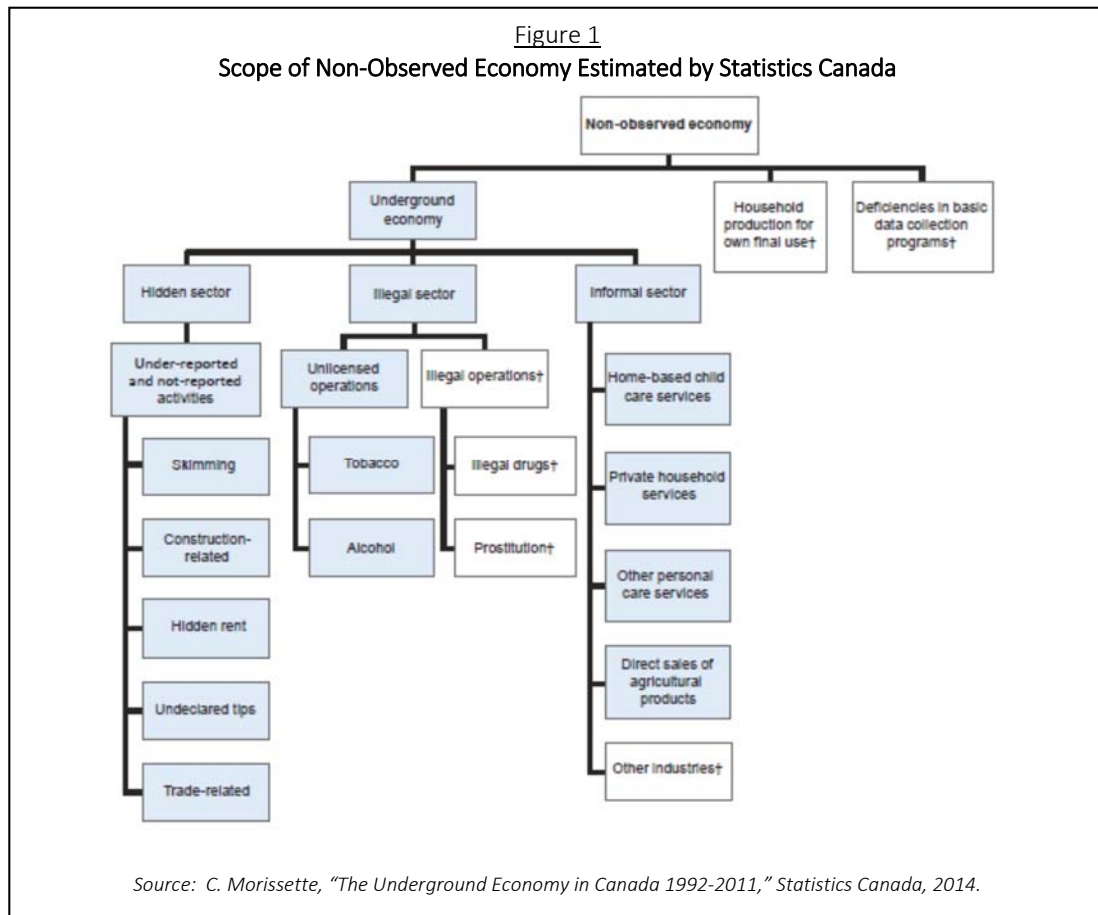 Figure 1
Scope of Non-Observed Economy Estimated by Statistics Canada
Non-observed economy
Underground
economy
Household
production for
own final use†
Deficiencies in basic
data collection
programs†
Hidden sector
Illegal sector
Informal sector
Under-reported
and not-reported
activities
Unlicensed
operations
Illegal operations†
Home-based child
care services
Skimming
Tobacco
Illegal drugs†
Private household
services
Construction-
related
Alcohol
Prostitution†
Other personal
care services
Hidden rent
Direct sales of
agricultural
products
Undeclared tips
Other industries†
Trade-related
Source: C. Morissette, “The Underground Economy in Canada 1992-2011,” Statistics Canada, 2014.